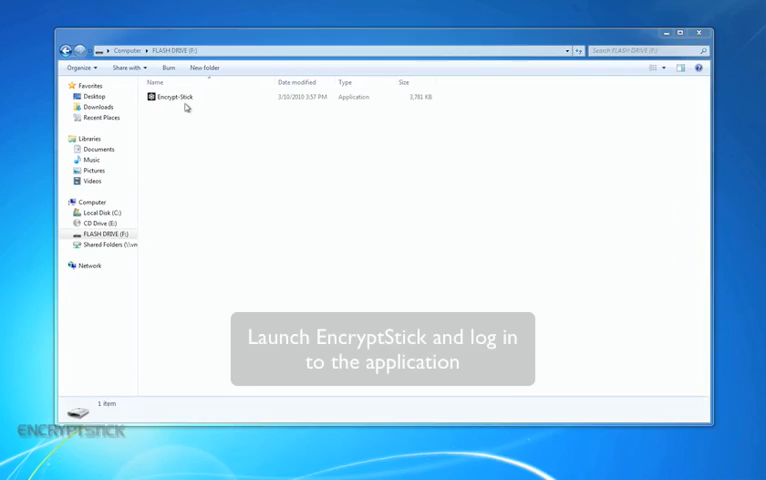 Computer ▸ FLASH DRIVE (F:)
Search FLASH DRIVE (F:)
Organize Share with Burn New folder
Name Date modified Type Size
Encrypt-Stick 3/10/2010 3:57 PM Application 3,781 KB
Favorites
Desktop
Downloads
Recent Places
Libraries
Documents
Music
Pictures
Videos
Computer
Local Disk (C:)
CD Drive (E:)
FLASH DRIVE (F:)
Shared Folders (\\vm
Network
Launch EncryptStick and log in
to the application
1 item
ENCRYPTSTICK